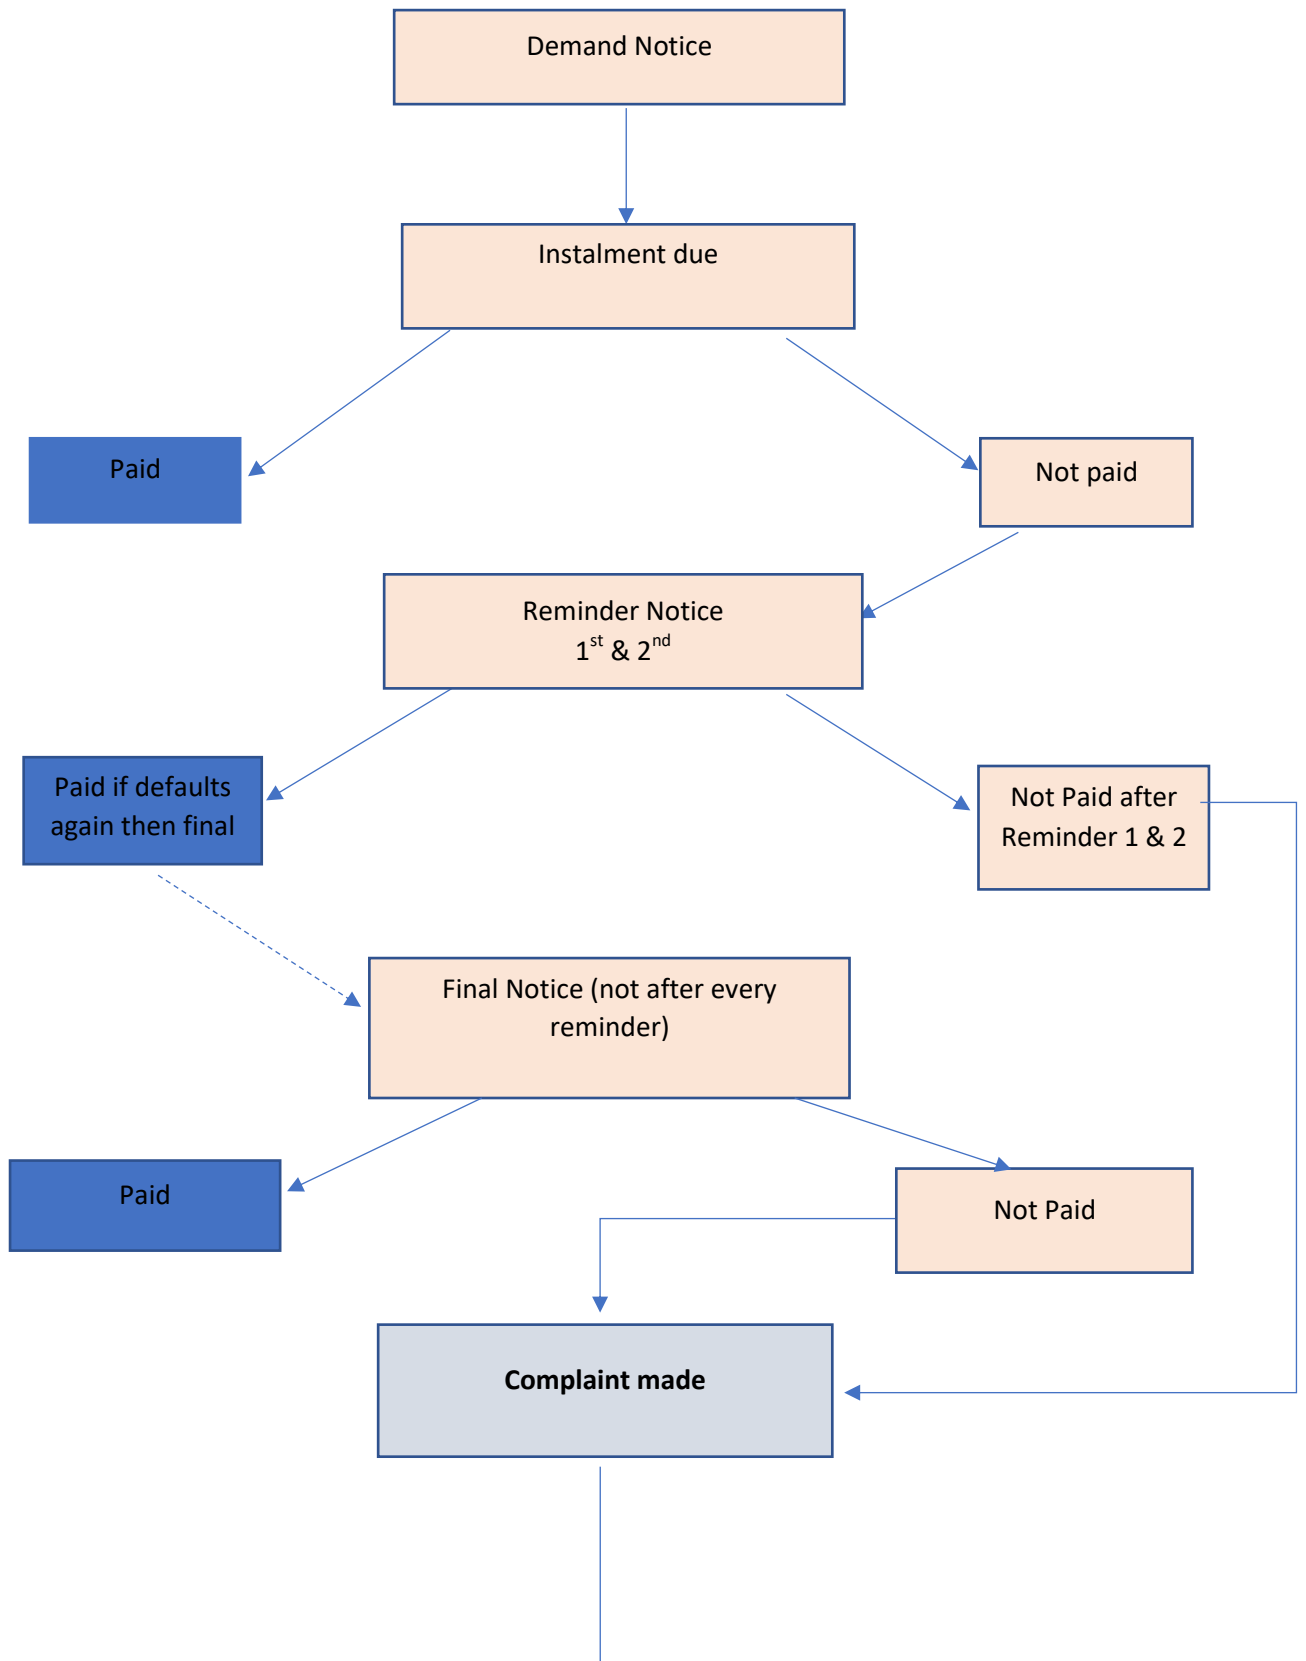 Demand Notice
Instalment due
Paid
Not paid
Reminder Notice
1st & 2nd
Paid if defaults
again then final
Not Paid after
Reminder 1 & 2
Final Notice (not after every
reminder)
Paid
Not Paid
Complaint made